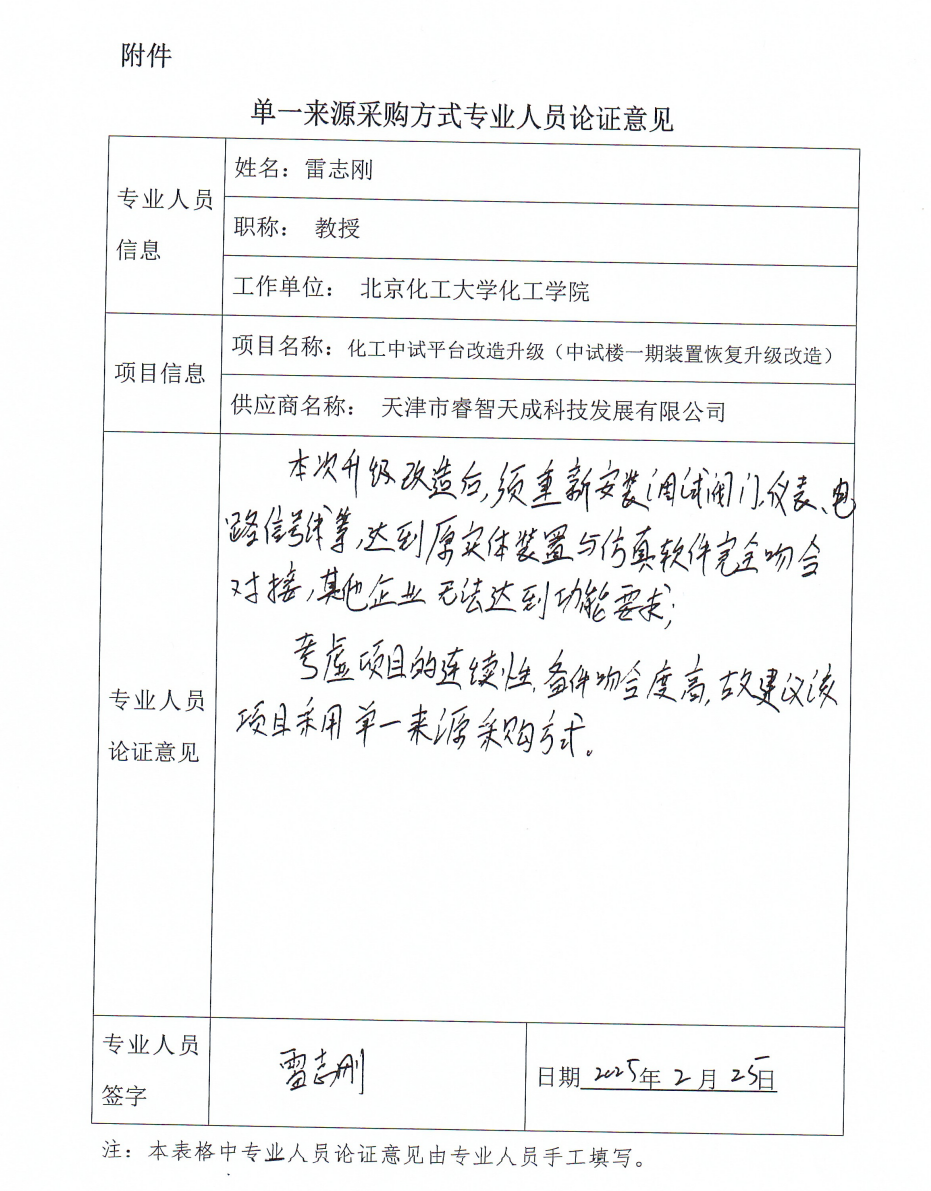 附件
单一来源采购方式专业人员论证意见
专业人员
信息
姓名：雷志刚
职称： 教授
工作单位： 北京化工大学化工学院
项目信息
项目名称：化工中试平台改造升级（中试楼一期装置恢复升级改造）
供应商名称： 天津市睿智天成科技发展有限公司
专业人员
论证意见
本次升级改造后，须重新安装调试阀门、仪表、电
路信号线等，达到原实体装置与仿真软件完全吻合
对接，其他企业无法达到功能要求；
考虑项目的连续性，备件吻合度高，故建议该
项目采用单一来源采购方式。
专业人员
签字
雷志刚
日期 2025年 2 月 25日
注：本表格中专业人员论证意见由专业人员手工填写。